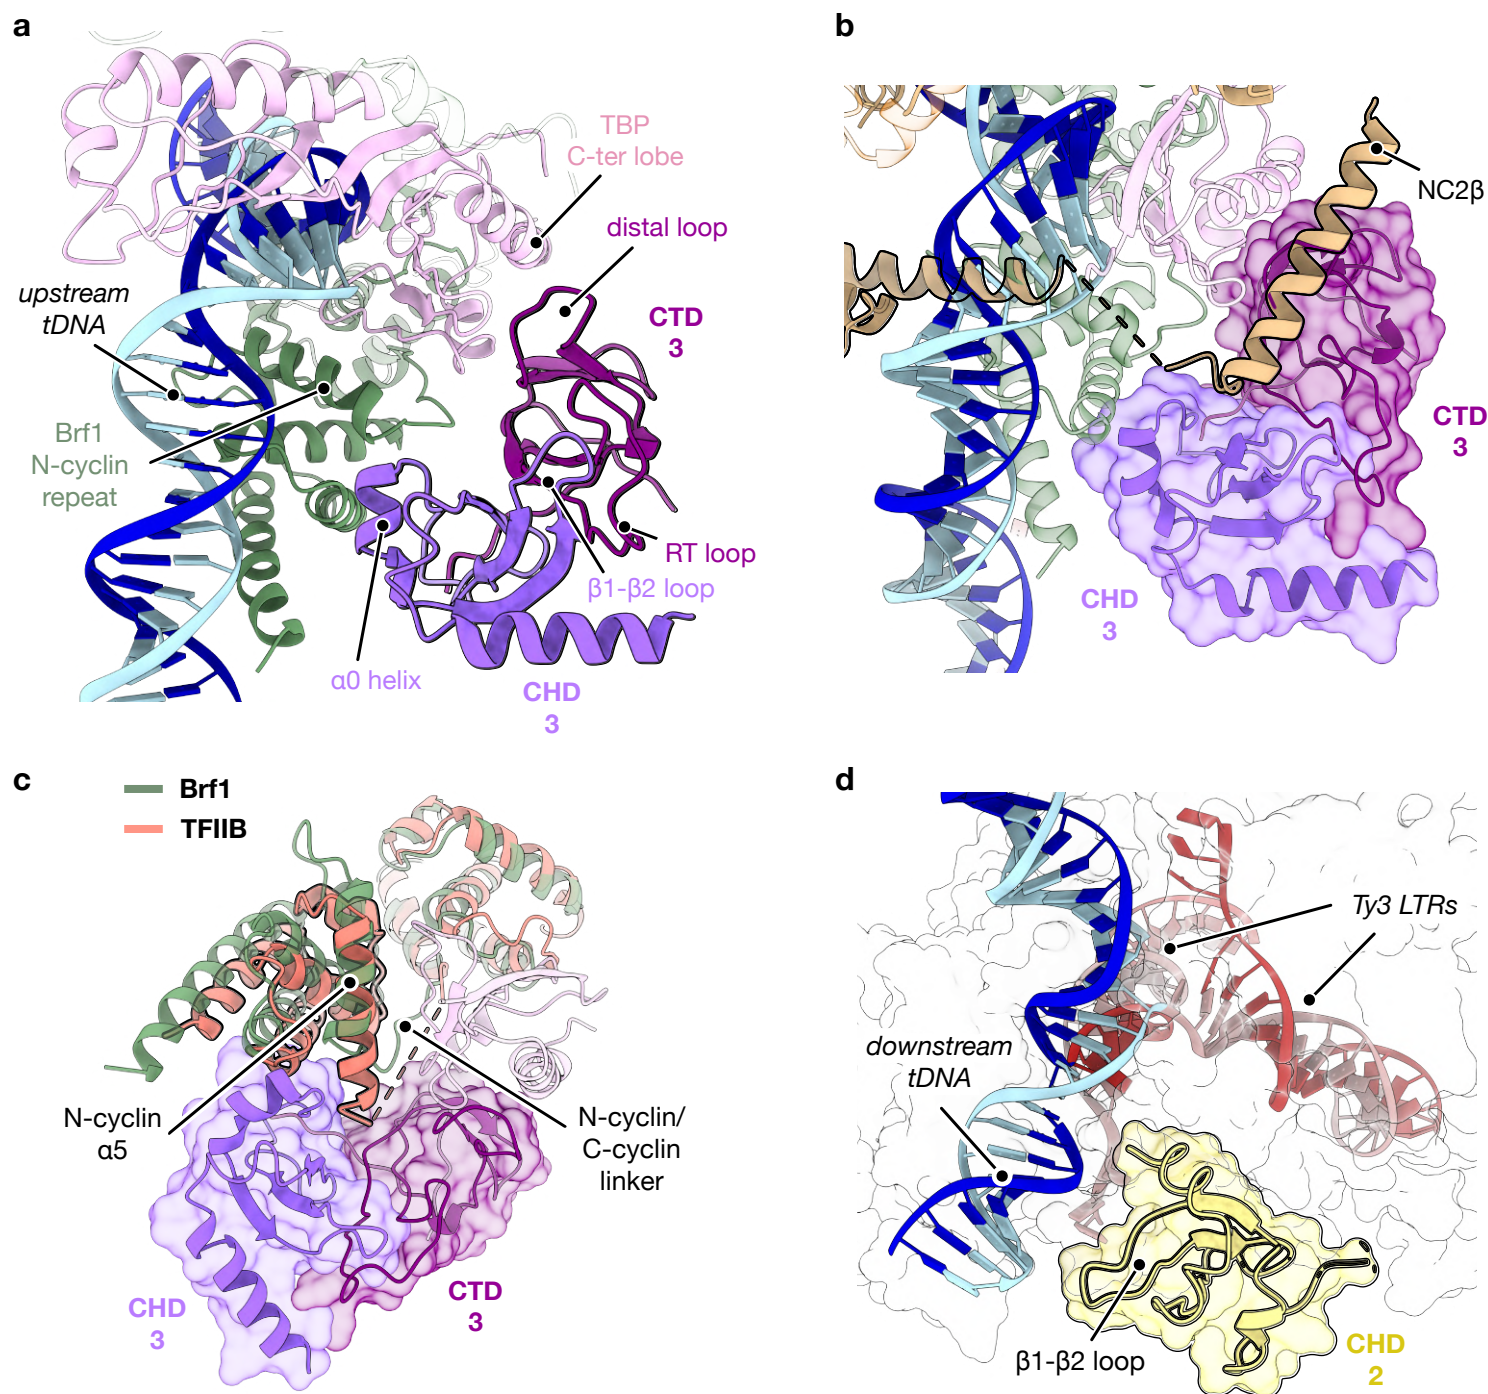 a
TBP
C-ter lobe
distal loop
CTD
3
upstream
tDNA
Brf1
N-cyclin
repeat
RT loop
β1-β2 loop
α0 helix
CHD
3
b
NC2β
CTD
3
CHD
3
c
Brf1
TFIIB
N-cyclin
α5
N-cyclin/
C-cyclin
linker
CHD
3
CTD
3
d
Ty3 LTRs
downstream
tDNA
β1-β2 loop
CHD
2